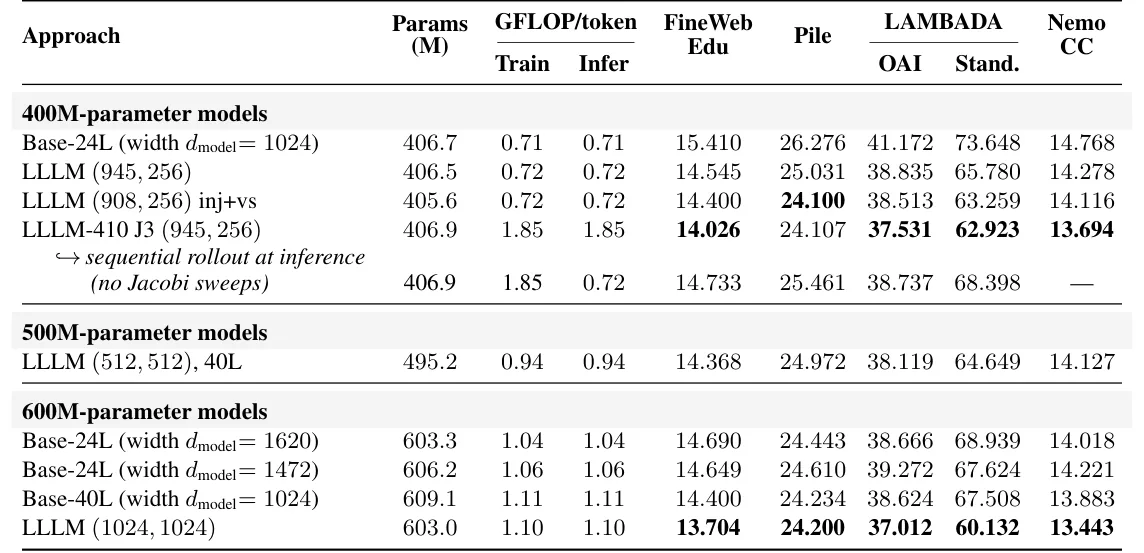 Approach Params (M) GFLOP/token FineWeb Edu Pile LAMBADA Nemo CC
Train Infer OAI Stand.
400M-parameter models
Base-24L (width d_model= 1024) 406.7 0.71 0.71 15.410 26.276 41.172 73.648 14.768
LLLM (945, 256) 406.5 0.72 0.72 14.545 25.031 38.835 65.780 14.278
LLLM (908, 256) inj+vs 405.6 0.72 0.72 14.400 24.100 38.513 63.259 14.116
LLLM-410 J3 (945, 256) 406.9 1.85 1.85 14.026 24.107 37.531 62.923 13.694
↪ sequential rollout at inference
(no Jacobi sweeps) 406.9 1.85 0.72 14.733 25.461 38.737 68.398 —
500M-parameter models
LLLM (512, 512), 40L 495.2 0.94 0.94 14.368 24.972 38.119 64.649 14.127
600M-parameter models
Base-24L (width d_model= 1620) 603.3 1.04 1.04 14.690 24.443 38.666 68.939 14.018
Base-24L (width d_model= 1472) 606.2 1.06 1.06 14.649 24.610 39.272 67.624 14.221
Base-40L (width d_model= 1024) 609.1 1.11 1.11 14.400 24.234 38.624 67.508 13.883
LLLM (1024, 1024) 603.0 1.10 1.10 13.704 24.200 37.012 60.132 13.443